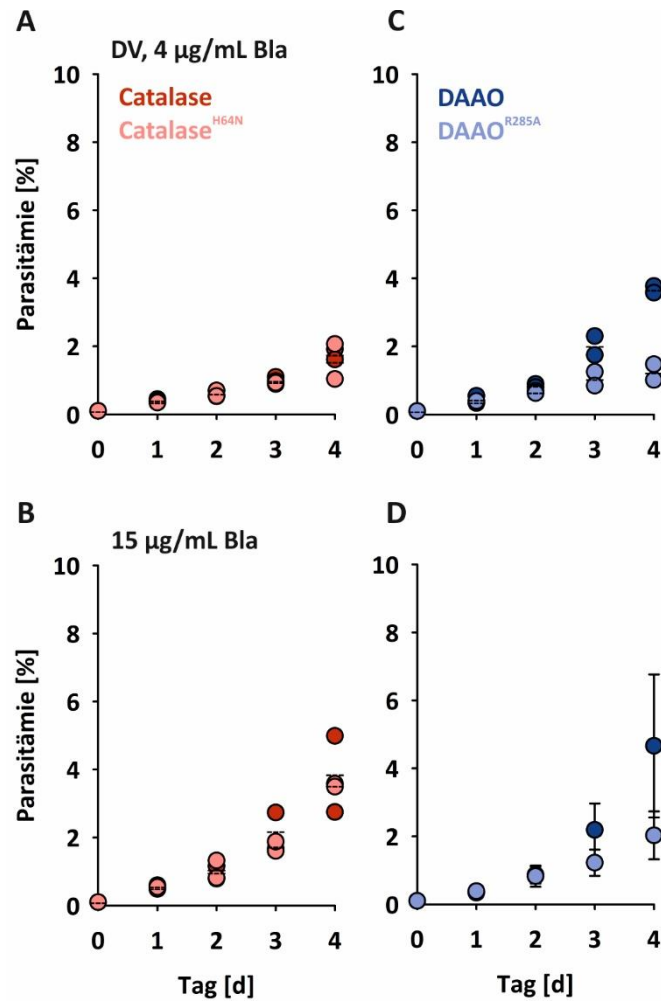 A
DV, 4 µg/mL Bla
Catalase
Catalase H64N
Parasitämie [%]
10
8
6
4
2
0
0 1 2 3 4
C
DAAO
DAAO R285A
10
8
6
4
2
0
0 1 2 3 4
B
15 µg/mL Bla
Parasitämie [%]
10
8
6
4
2
0
0 1 2 3 4
Tag [d]
D
10
8
6
4
2
0
0 1 2 3 4
Tag [d]